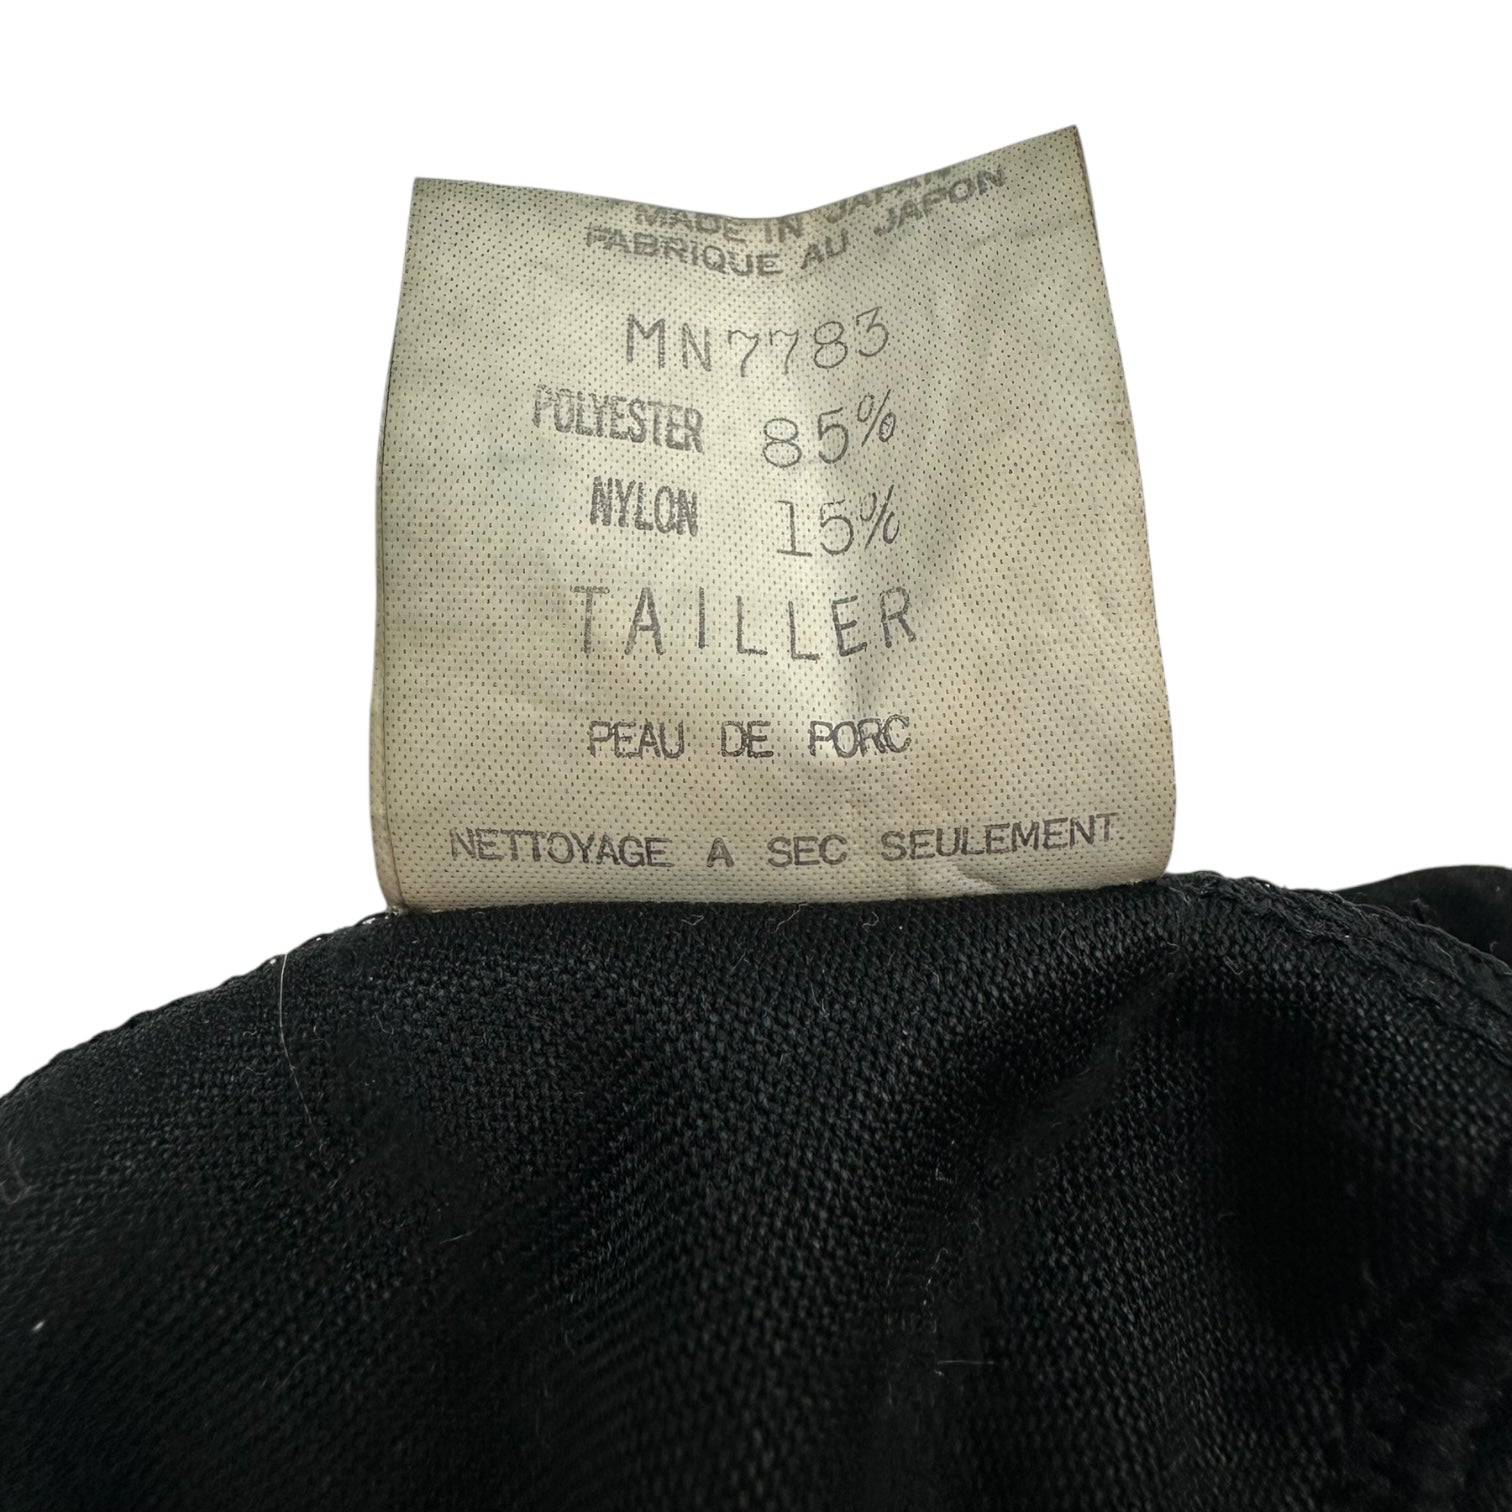 MADE IN JAPAN
FABRIQUE AU JAPON
MN7783
POLYESTER 85%
NYLON 15%
TAILLER
PEAU DE PORC
NETTOYAGE A SEC SEULEMENT